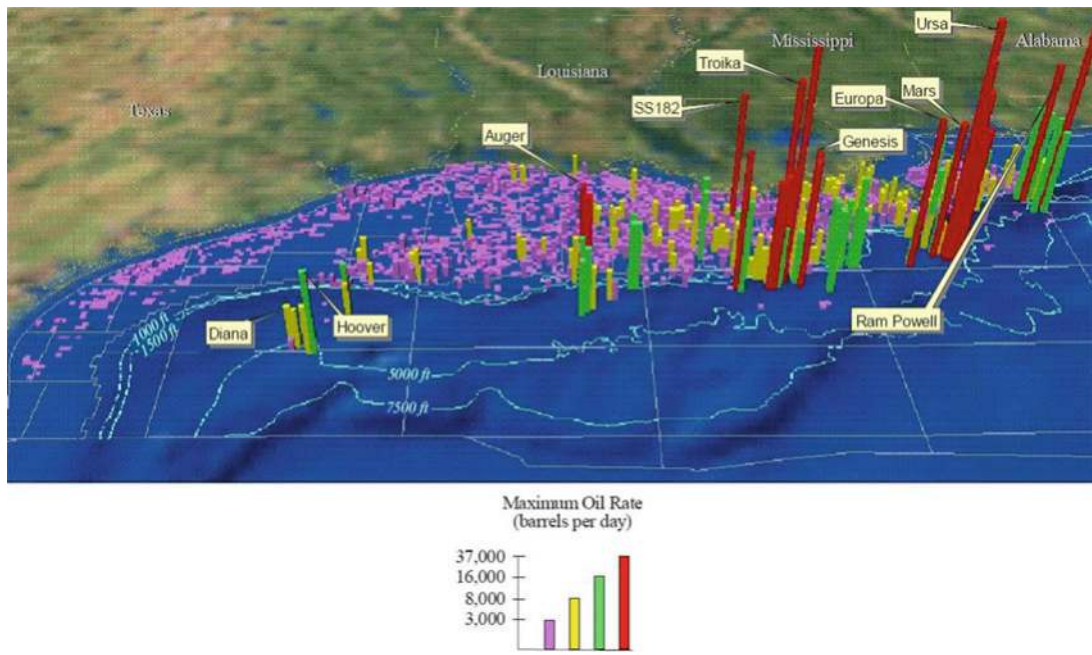 Ursa
Mississippi
Alabama
Troika
Louisiana
Texas
SS182
Europa
Mars
Auger
Genesis
1000 ft
1500 ft
Diana
Hoover
Ram Powell
5000 ft
7500 ft
Maximum Oil Rate
(barrels per day)
37,000
16,000
8,000
3,000